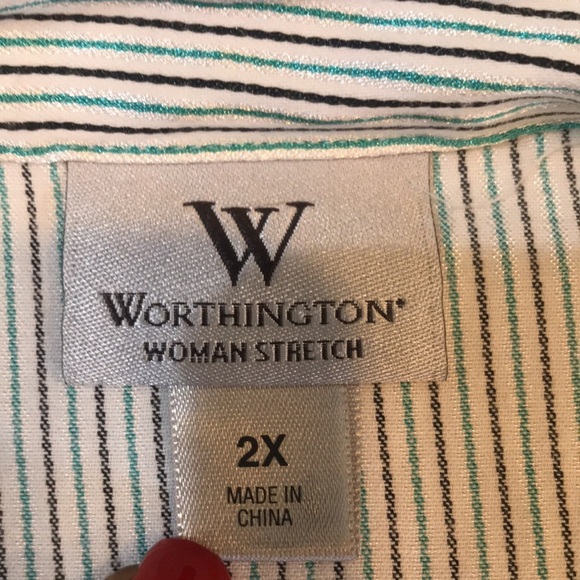 W
WORTHINGTON®
WOMAN STRETCH
2X
MADE IN
CHINA